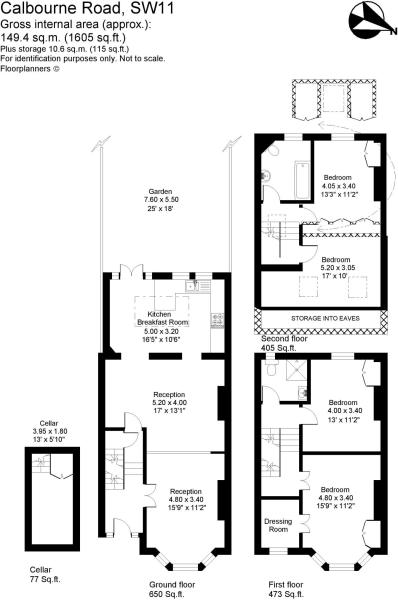 Calbourne Road, SW11
Gross internal area (approx.):
149.4 sq.m. (1605 sq.ft.)
Plus storage 10.6 sq.m. (115 sq.ft.)
For identification purposes only. Not to scale.
Floorplanners ©
N
Garden
7.60 x 5.50
25' x 18'
Kitchen
Breakfast Room
5.00 x 3.20
16'5" x 10'6"
Reception
5.20 x 4.00
17' x 13'1"
Reception
4.80 x 3.40
15'9" x 11'2"
Ground floor
650 Sq.ft.
Cellar
3.95 x 1.80
13' x 5'10"
Cellar
77 Sq.ft.
Bedroom
4.05 x 3.40
13'3" x 11'2"
Bedroom
5.20 x 3.05
17' x 10'
STORAGE INTO EAVES
Second floor
405 Sq.ft.
Bedroom
4.00 x 3.40
13' x 11'2"
Bedroom
4.80 x 3.40
15'9" x 11'2"
Dressing
Room
First floor
473 Sq.ft.